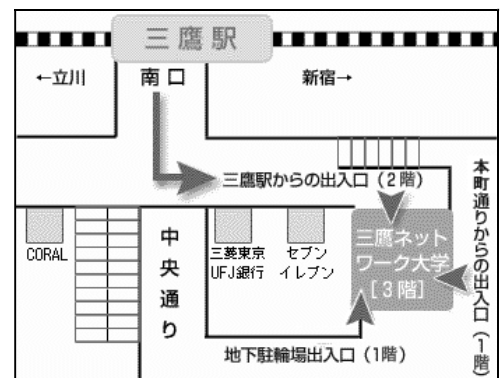 三鷹駅
←立川
南口
新宿→
三鷹駅からの出入口（2階）
本町通りからの出入口（1階）
CORAL
中央通り
三菱東京
UFJ銀行
セブン
イレブン
三鷹ネット
ワーク大学
［3階］
地下駐輪場出入口（1階）